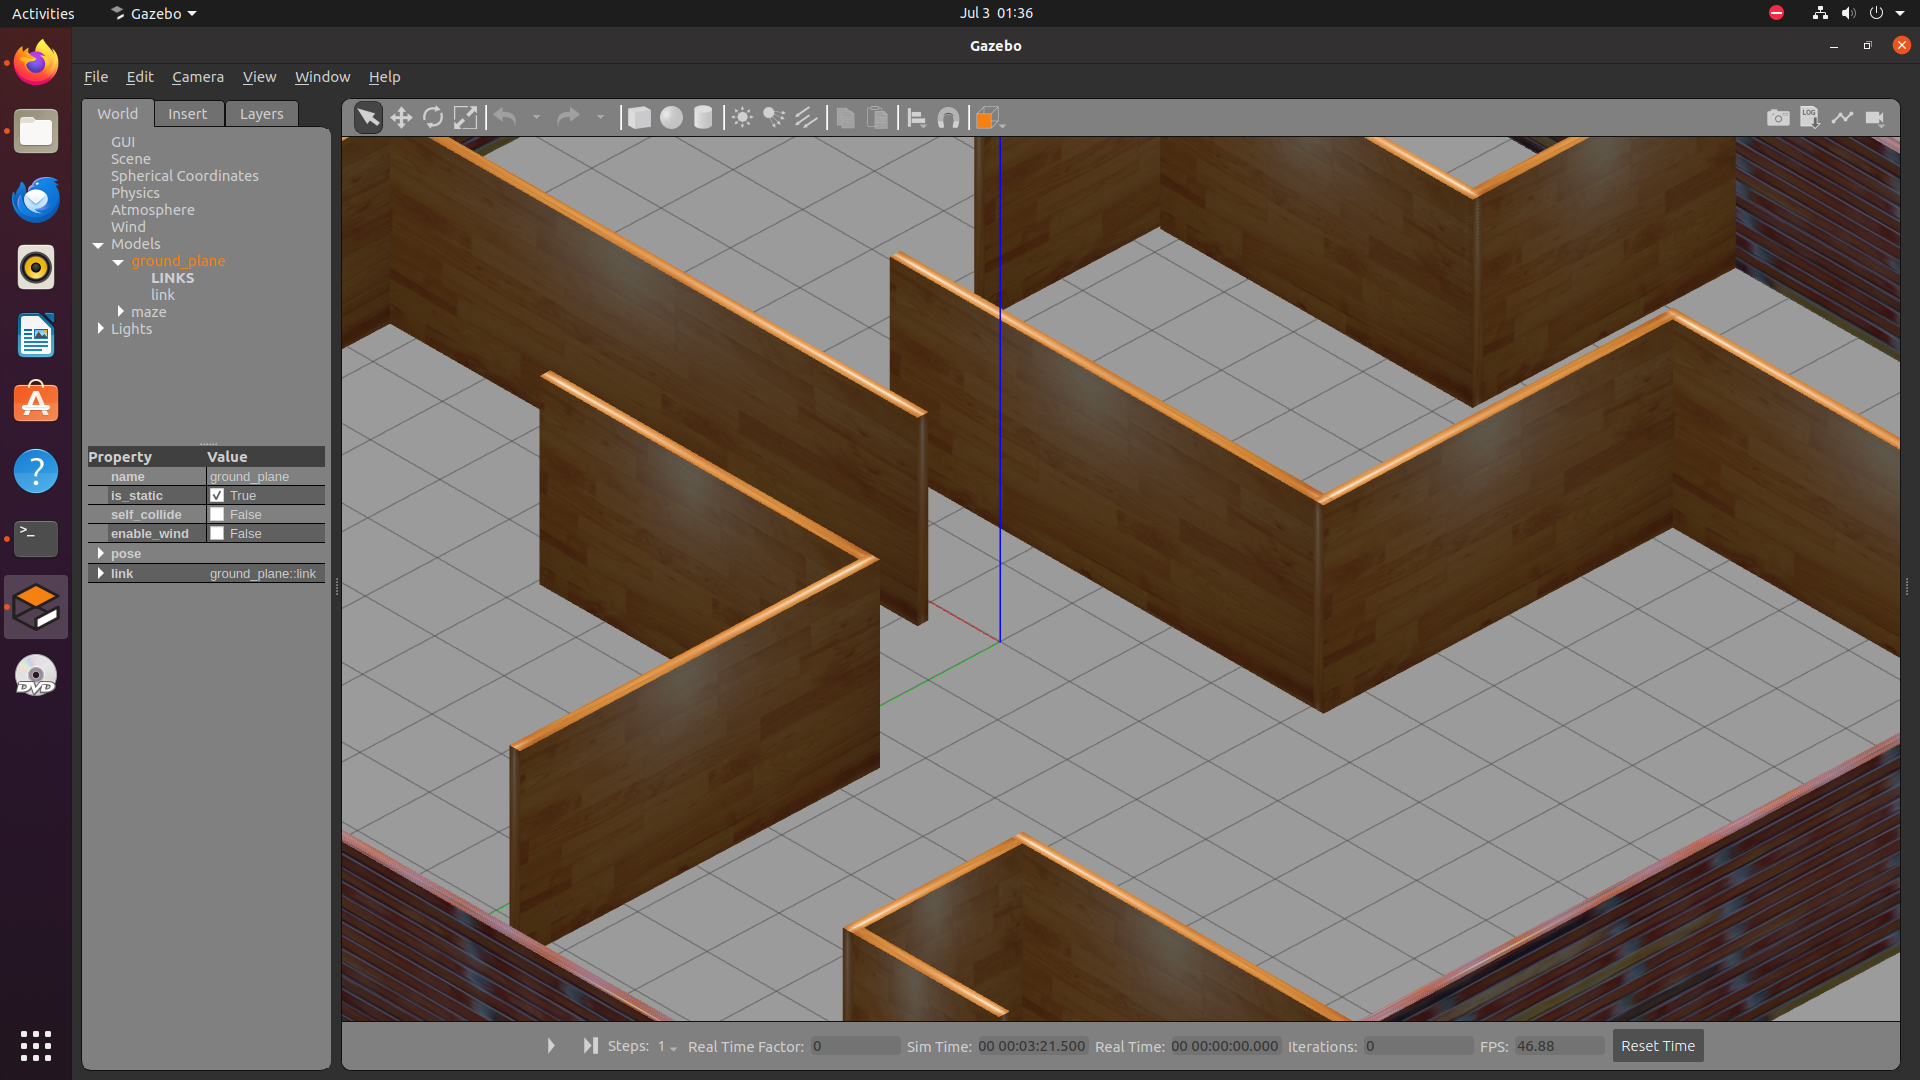 Activities
Gazebo
Jul 3 01:36
Gazebo
File Edit Camera View Window Help
World Insert Layers
GUI
Scene
Spherical Coordinates
Physics
Atmosphere
Wind
Models
ground_plane
LINKS
link
maze
Lights
Property Value
name ground_plane
is_static True
self_collide False
enable_wind False
pose
link ground_plane::link
LOG
>_
?
DVD
Steps: 1 Real Time Factor: 0 Sim Time: 00 00:03:21.500 Real Time: 00 00:00:00.000 Iterations: 0 FPS: 46.88 Reset Time